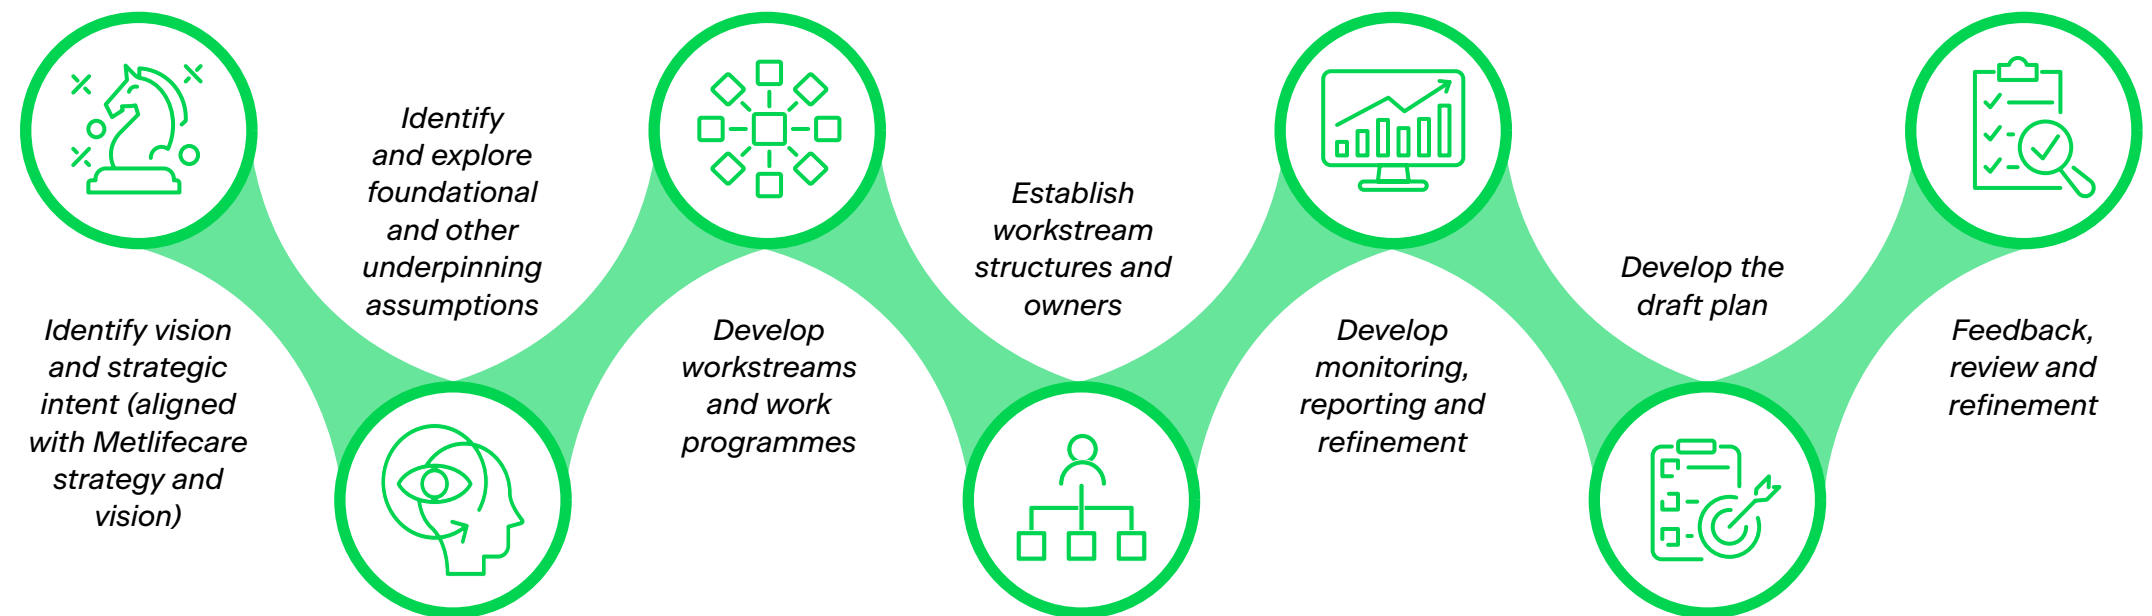 Identify vision
and strategic
intent (aligned
with Metlifecare
strategy and
vision)
Identify
and explore
foundational
and other
underpinning
assumptions
Develop
workstreams
and work
programmes
Establish
workstream
structures and
owners
Develop
monitoring,
reporting and
refinement
Develop the
draft plan
Feedback,
review and
refinement